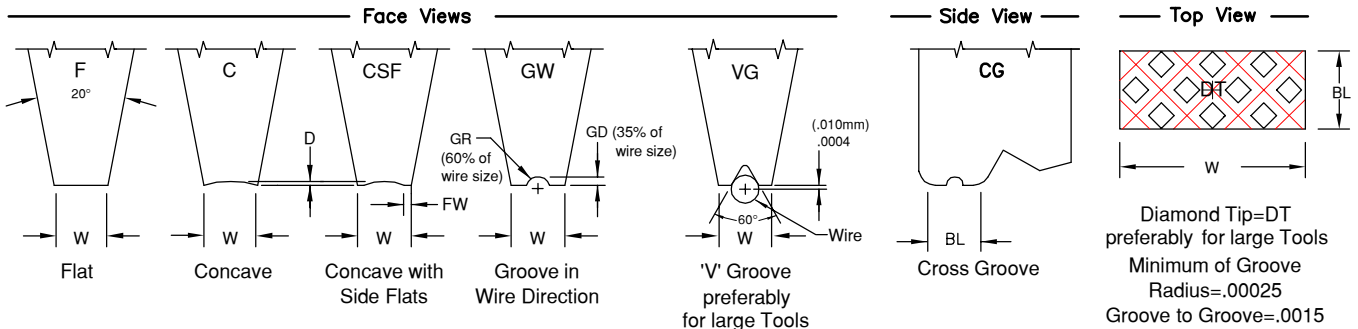 Face Views
Side View
Top View
F
20°
W
Flat
C
D
W
Concave
CSF
FW
W
Concave with
Side Flats
GW
GR
(60% of
wire size)
GD (35% of
wire size)
W
Groove in
Wire Direction
VG
(.010mm)
.0004
60°
Wire
W
'V' Groove
preferably
for large Tools
CG
BL
Cross Groove
DT
BL
W
Diamond Tip=DT
preferably for large Tools
Minimum of Groove
Radius=.00025
Groove to Groove=.0015